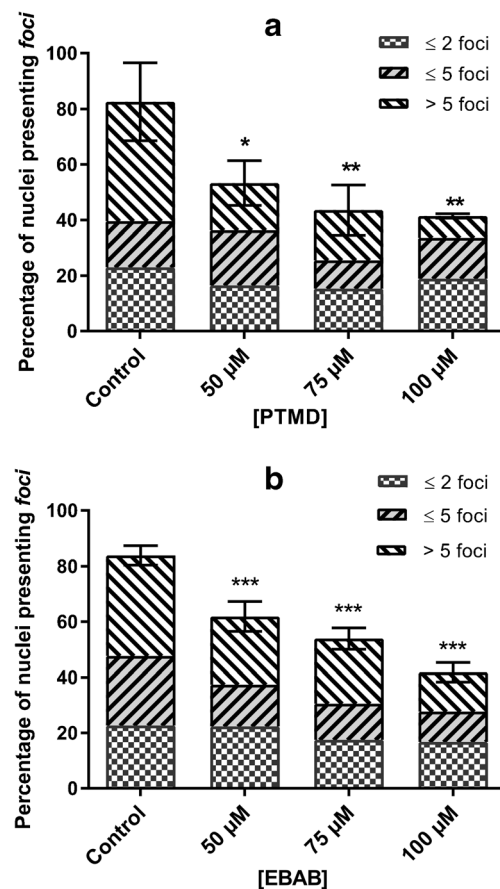 a
≤ 2 foci
≤ 5 foci
> 5 foci
Percentage of nuclei presenting foci
100
80
60
40
20
0
*
**
**
Control
50 µM
75 µM
100 µM
[PTMD]
b
≤ 2 foci
≤ 5 foci
> 5 foci
Percentage of nuclei presenting foci
100
80
60
40
20
0
***
***
***
Control
50 µM
75 µM
100 µM
[EBAB]